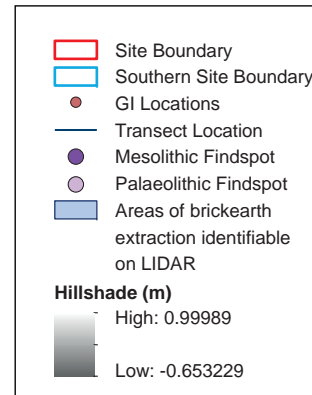 Site Boundary
Southern Site Boundary
GI Locations
Transect Location
Mesolithic Findspot
Palaeolithic Findspot
Areas of brickearth
extraction identifiable
on LIDAR
Hillshade (m)
High: 0.99989
Low: -0.653229